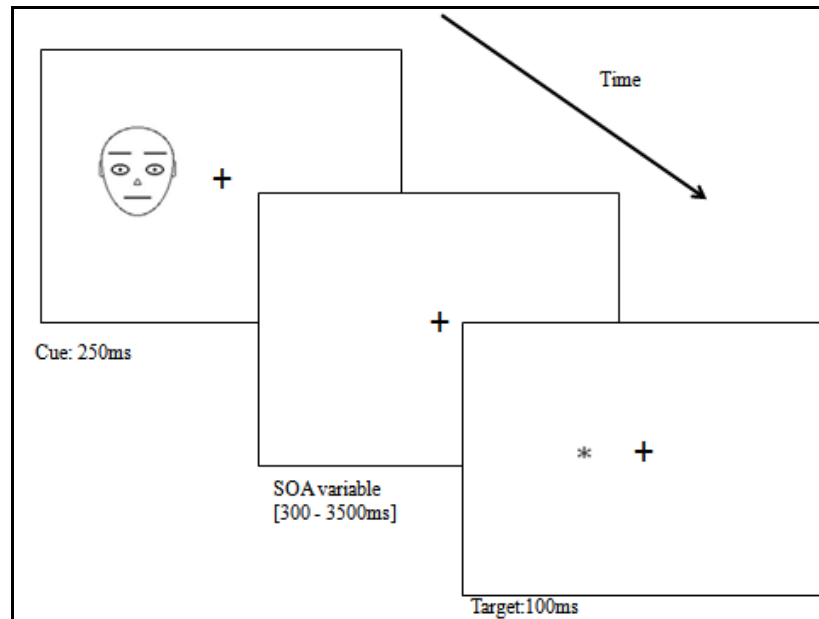 Time
+
Cue: 250ms
+
SOA variable
[300 - 3500ms]
* +
Target:100ms